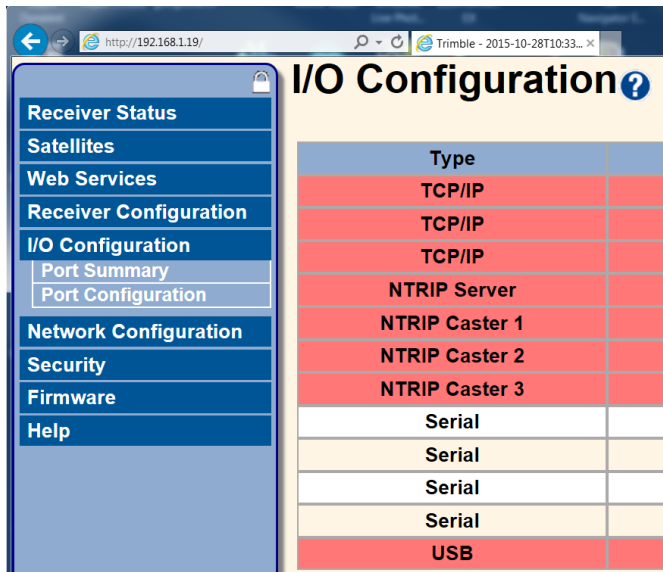 http://192.168.1.19/
Trimble - 2015-10-28T10:33...
I/O Configuration
Receiver Status
Satellites
Web Services
Receiver Configuration
I/O Configuration
Port Summary
Port Configuration
Network Configuration
Security
Firmware
Help
Type
TCP/IP
TCP/IP
TCP/IP
NTRIP Server
NTRIP Caster 1
NTRIP Caster 2
NTRIP Caster 3
Serial
Serial
Serial
Serial
USB